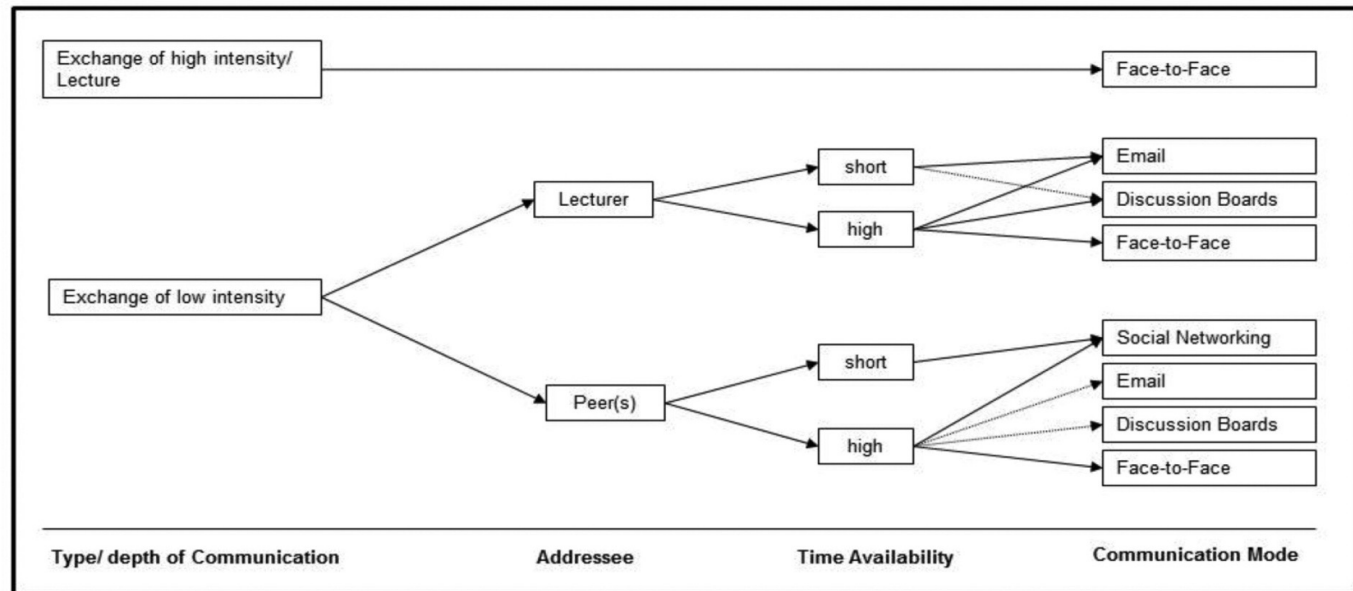 Exchange of high intensity/
Lecture
Face-to-Face
Exchange of low intensity
Lecturer
short
high
Email
Discussion Boards
Face-to-Face
Peer(s)
short
high
Social Networking
Email
Discussion Boards
Face-to-Face
Type/ depth of Communication
Addressee
Time Availability
Communication Mode